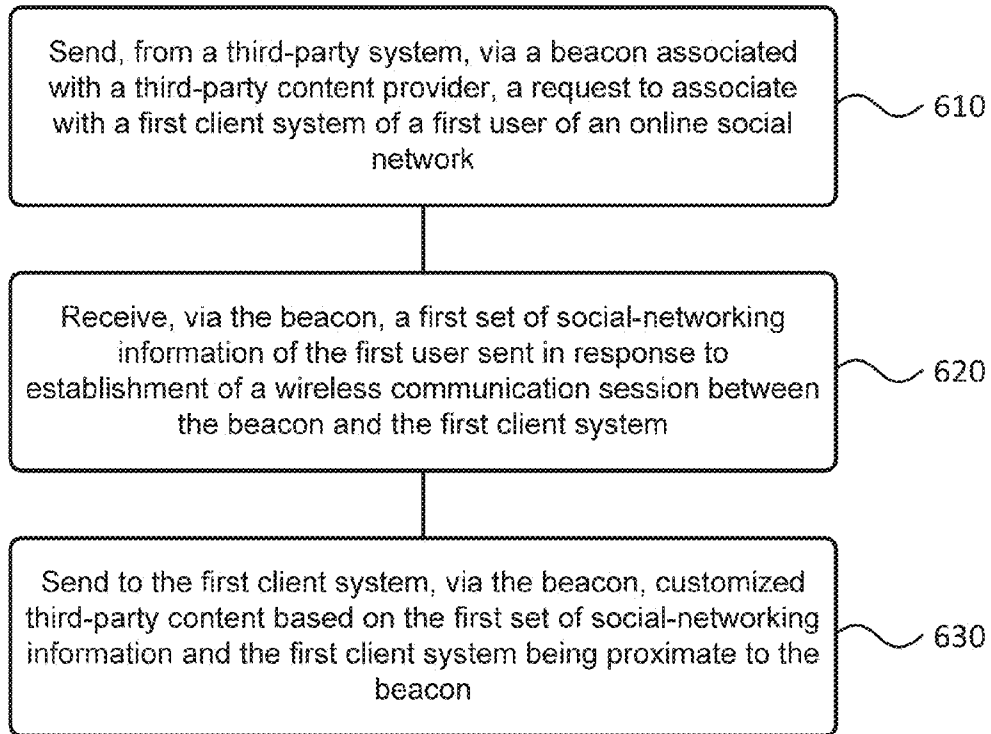 Send, from a third-party system, via a beacon associated
with a third-party content provider, a request to associate
with a first client system of a first user of an online social
network
610
Receive, via the beacon, a first set of social-networking
information of the first user sent in response to
establishment of a wireless communication session between
the beacon and the first client system
620
Send to the first client system, via the beacon, customized
third-party content based on the first set of social-networking
information and the first client system being proximate to the
beacon
630